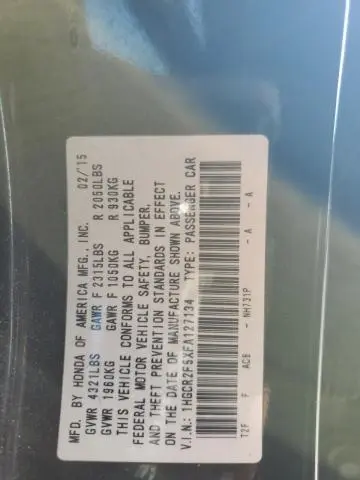 MFD. BY HONDA OF AMERICA MFG., INC. 02/15
GVWR 4321LBS GAWR F 2315LBS R 2050LBS
GVWR 1960KG GAWR F 1050KG R 930KG
THIS VEHICLE CONFORMS TO ALL APPLICABLE
FEDERAL MOTOR VEHICLE SAFETY, BUMPER,
AND THEFT PREVENTION STANDARDS IN EFFECT
ON THE DATE OF MANUFACTURE SHOWN ABOVE.
V.I.N.: 1HGCR2F5XFA127134 TYPE: PASSENGER CAR
T2F F ACB - NH731P - A - A